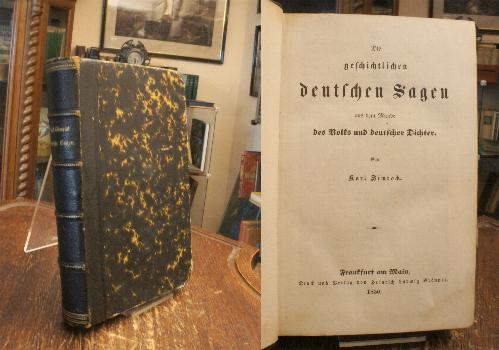 Die
geschichtlichen
deutschen Sagen
aus dem Munde
des Volks und deutscher Dichter.
Von
Karl Simrock.
Frankfurt am Main.
Druck und Verlag von Heinrich Ludwig Brönner.
1850.